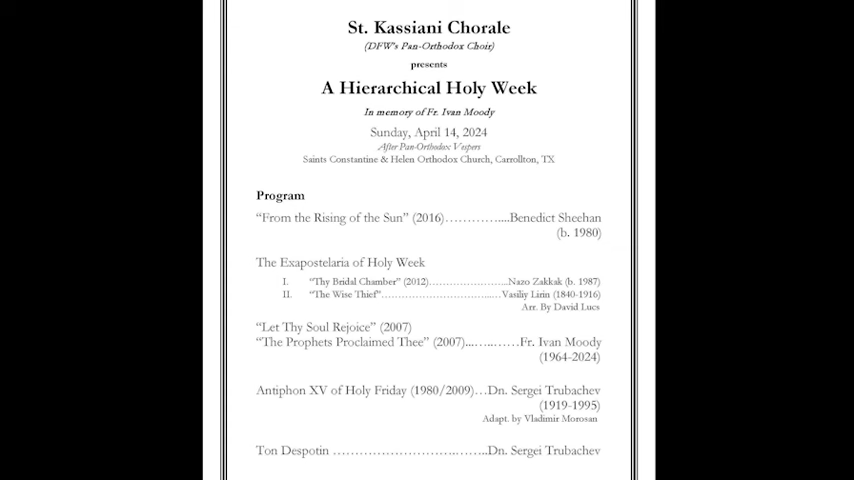 St. Kassiani Chorale
(DFW's Pan-Orthodox Choir)
presents
A Hierarchical Holy Week
In memory of Fr. Ivan Moody
Sunday, April 14, 2024
After Pan-Orthodox Vespers
Saints Constantine & Helen Orthodox Church, Carrollton, TX
Program
“From the Rising of the Sun” (2016)…………....Benedict Sheehan
(b. 1980)
The Exapostelaria of Holy Week
I. “Thy Bridal Chamber” (2012)…………………..Nazo Zakkak (b. 1987)
II. “The Wise Thief”………………………...…Vasiliy Lirin (1840-1916)
Arr. By David Lucs
“Let Thy Soul Rejoice” (2007)
“The Prophets Proclaimed Thee” (2007)...…..……Fr. Ivan Moody
(1964-2024)
Antiphon XV of Holy Friday (1980/2009)…Dn. Sergei Trubachev
(1919-1995)
Adapt. by Vladimir Morosan
Ton Despotin ……………………….……..Dn. Sergei Trubachev